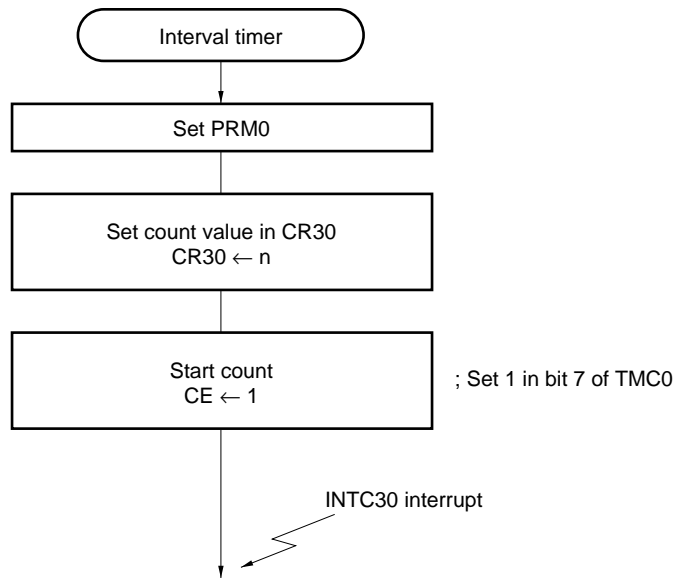 Interval timer
Set PRM0
Set count value in CR30
CR30 ← n
Start count
CE ← 1
; Set 1 in bit 7 of TMC0
INTC30 interrupt